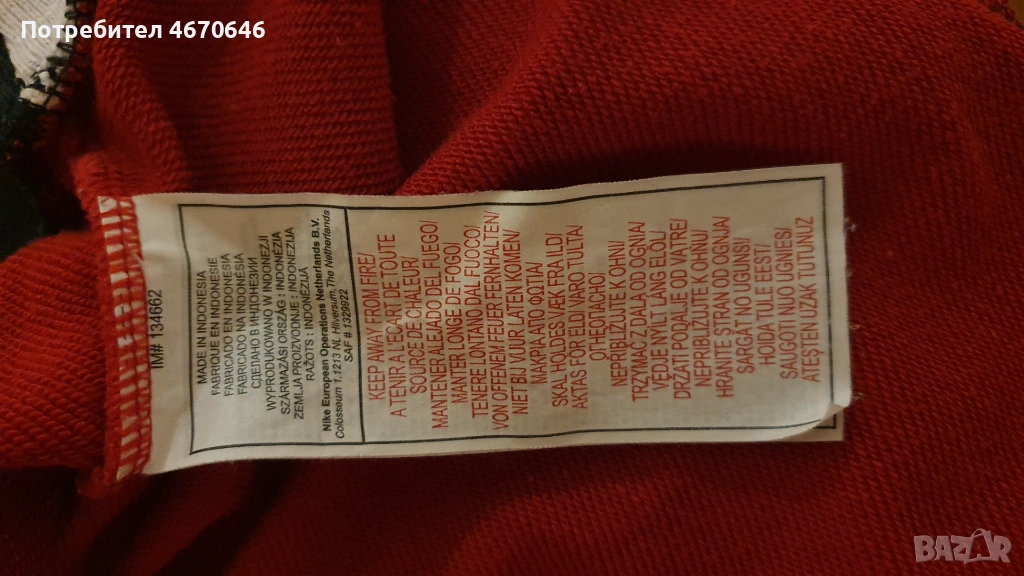 Потребител 4670646
IM# 134662
MADE IN INDONESIA
FABRIQUE EN INDONESIE
FABRICADO EN INDONESIA
FABRICADO NA INDONÉSIA
СДЕЛАНО В ИНДОНЕЗИИ
WYPRODUKOWANO W INDONEZJI
SZÁRMAZÁSI ORSZÁG : INDONÉZIA
ZEMLJA PROIZVODNJE : INDONEZIJA
RAŽOTS : INDONĒZIJĀ
Nike European Operations Netherlands B.V.
Colosseum 1,1213 NL Hilversum,The Netherlands
SAF # 1329922
KEEP AWAY FROM FIRE/
A TENIR A L'ECART DE TOUTE
SOURCE DE CHALEUR/
MANTENER ALEJADO DEL FUEGO/
MANTER LONGE DE FOGO/
TENERE LONTANO DAL FUOCO/
VON OFFENEM FEUER FERNHALTEN/
NIET BIJ VUUR LATEN KOMEN/
ΜΑΚΡΙΑ ΑΠΟ ΦΩΤΙΑ/
SKAL HOLDES VÆK FRA ILD/
AKTAS FÖR ELD/ VARO TULTA/
ОТНЕОПАСНО/
NEPŘIBLIŽUJTE K OHNI/
TRZYMAĆ Z DALA OD OGNIA/
VÉDJE NYÍLT LÁNG ELŐL/
DRŽATI PODALJE OD VATRE/
NEPRIBLIŽUJTE K OHŇU/
HRANITE STRAN OD OGNJA/
SARGĀT NO UGUNS/
HOIDA TULE EEST/
SAUGOTI NUO UGNIES/
ATEŞTEN UZAK TUTUNUZ
BAZAR